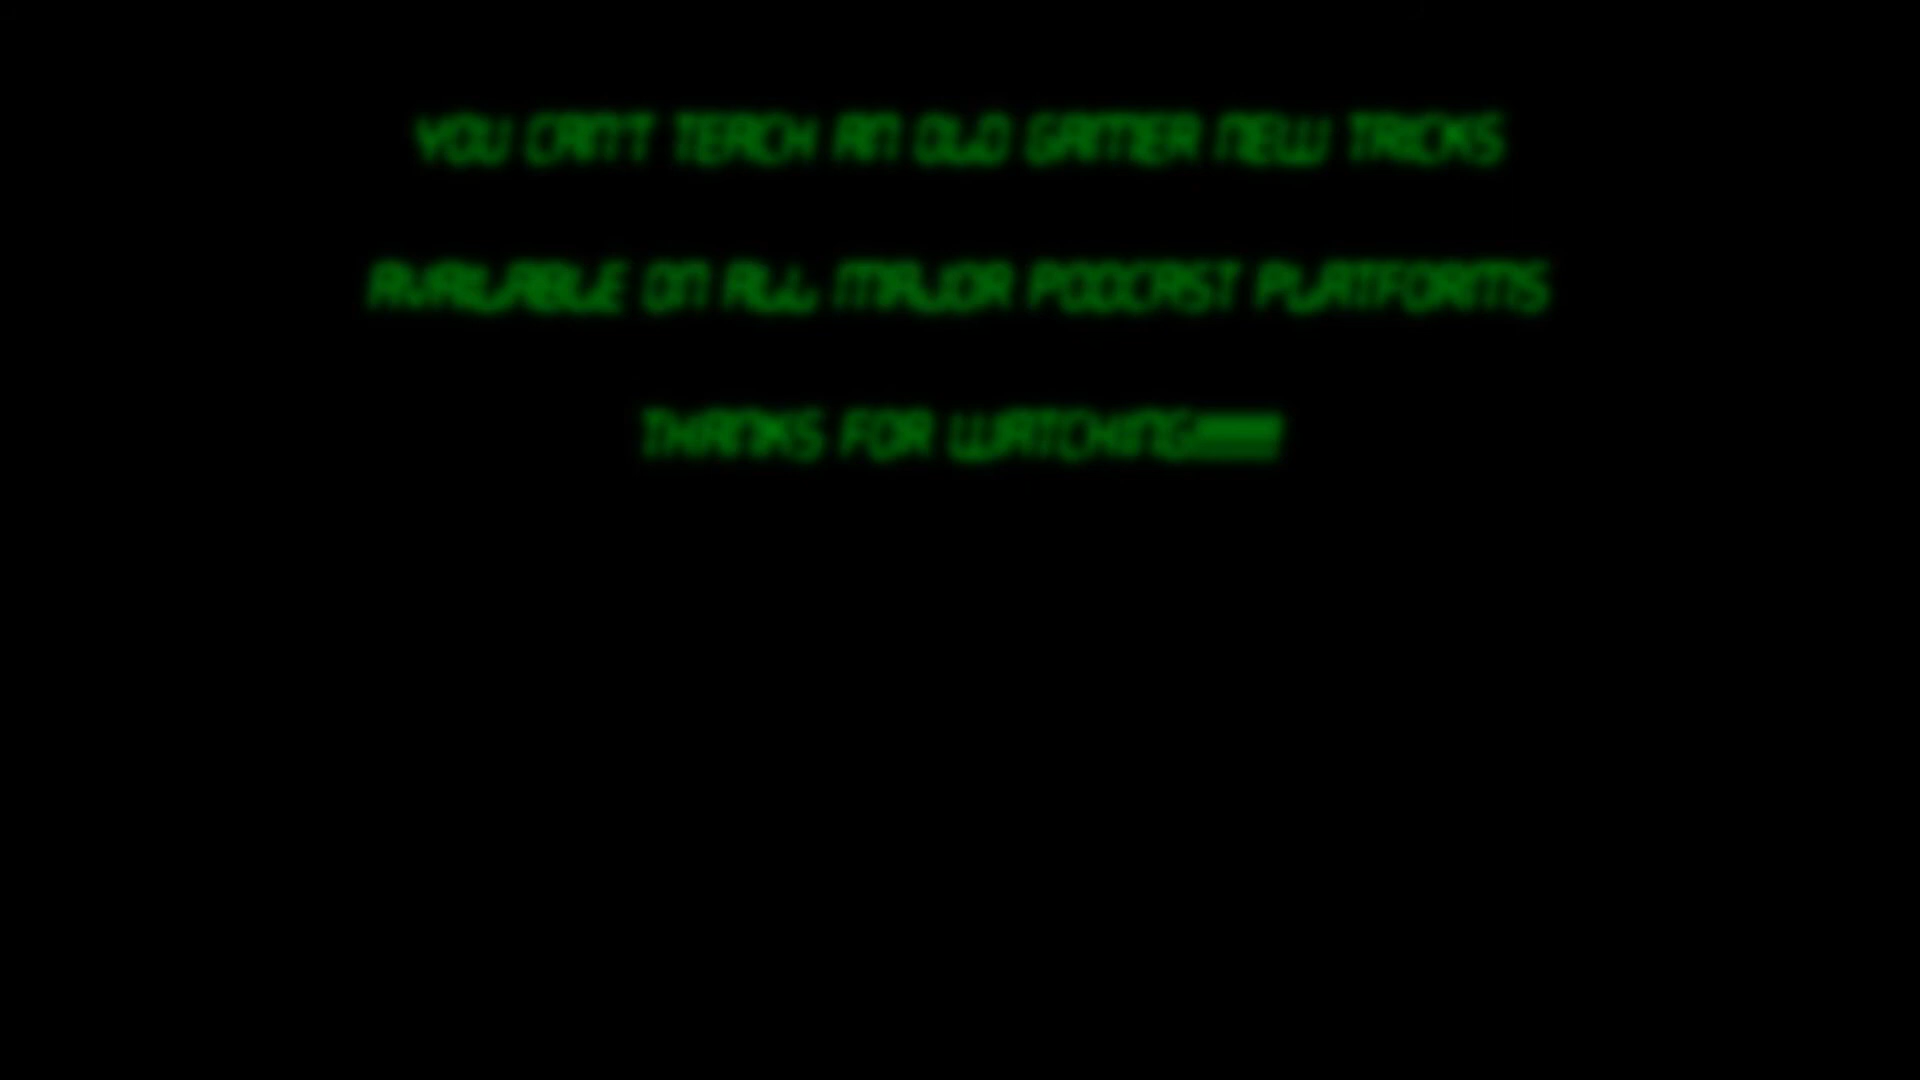 YOU CAN'T TEACH AN OLD GAMER NEW TRICKS
AVAILABLE ON ALL MAJOR PODCAST PLATFORMS
THANKS FOR WATCHING!!!!!!!